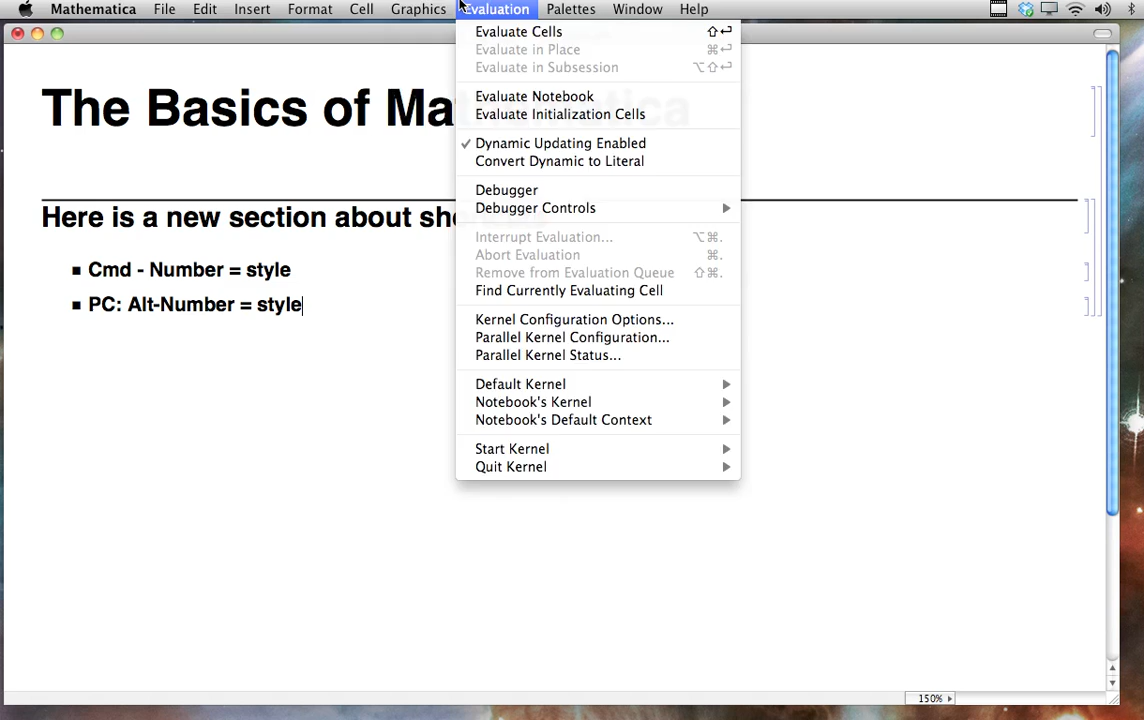 Mathematica File Edit Insert Format Cell Graphics Evaluation Palettes Window Help
Evaluate Cells ⇧⏎
Evaluate in Place ⌘⏎
Evaluate in Subsession ⌥⇧⏎
Evaluate Notebook
Evaluate Initialization Cells
✓ Dynamic Updating Enabled
Convert Dynamic to Literal
Debugger
Debugger Controls
Interrupt Evaluation... ⌥⌘.
Abort Evaluation ⌘.
Remove from Evaluation Queue ⇧⌘.
Find Currently Evaluating Cell
Kernel Configuration Options...
Parallel Kernel Configuration...
Parallel Kernel Status...
Default Kernel
Notebook's Kernel
Notebook's Default Context
Start Kernel
Quit Kernel
The Basics of Mathematica
Here is a new section about
Cmd - Number = style
PC: Alt-Number = style
150%